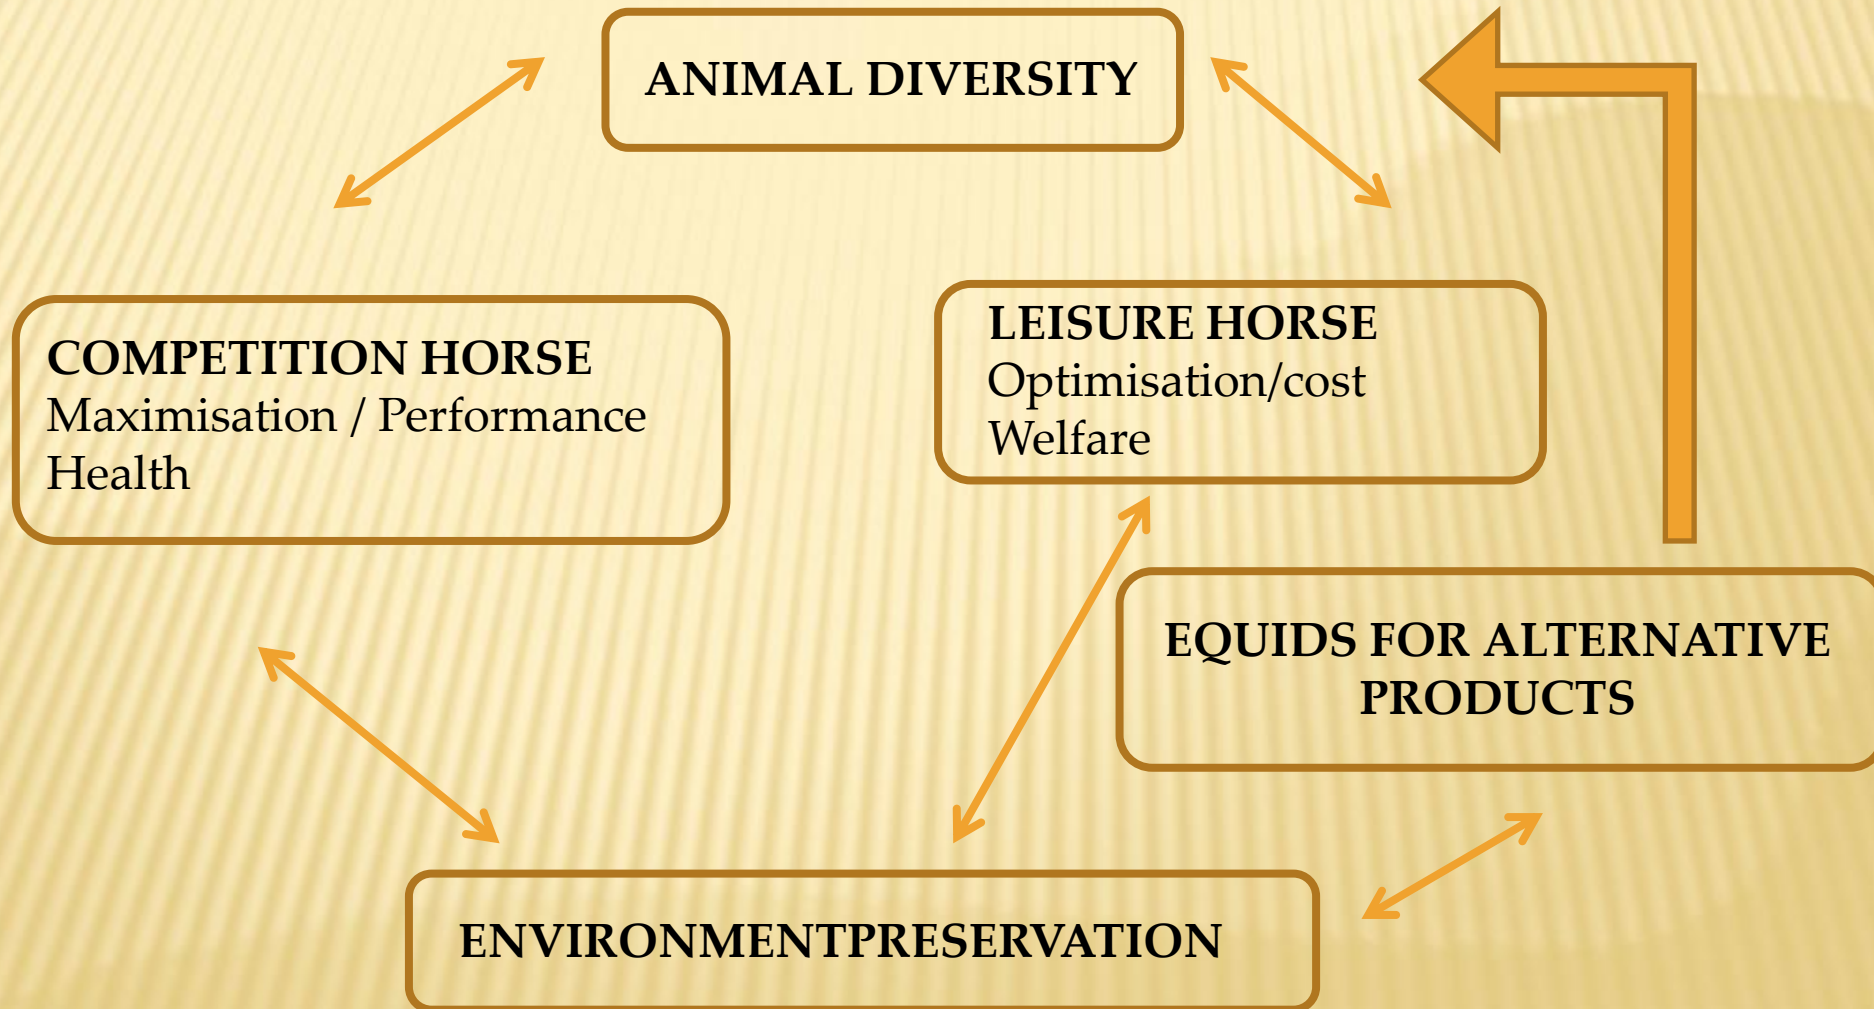 ANIMAL DIVERSITY
COMPETITION HORSE
Maximisation / Performance
Health
LEISURE HORSE
Optimisation/cost
Welfare
EQUIDS FOR ALTERNATIVE
PRODUCTS
ENVIRONMENTPRESERVATION